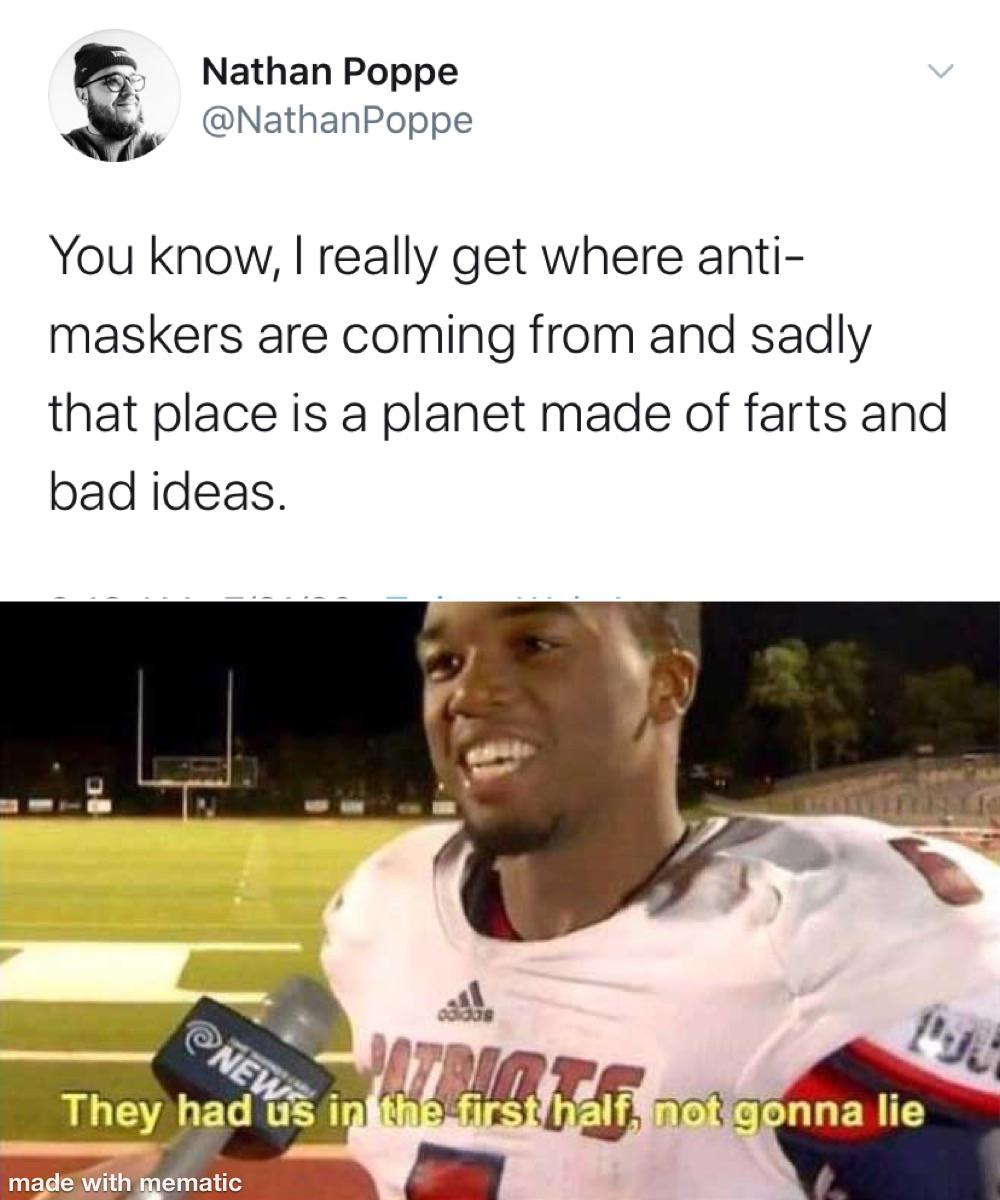 Nathan Poppe
@NathanPoppe
You know, I really get where anti-
maskers are coming from and sadly
that place is a planet made of farts and
bad ideas.
adidas
NEWS
PATRIOTS
They had us in the first half, not gonna lie
made with mematic